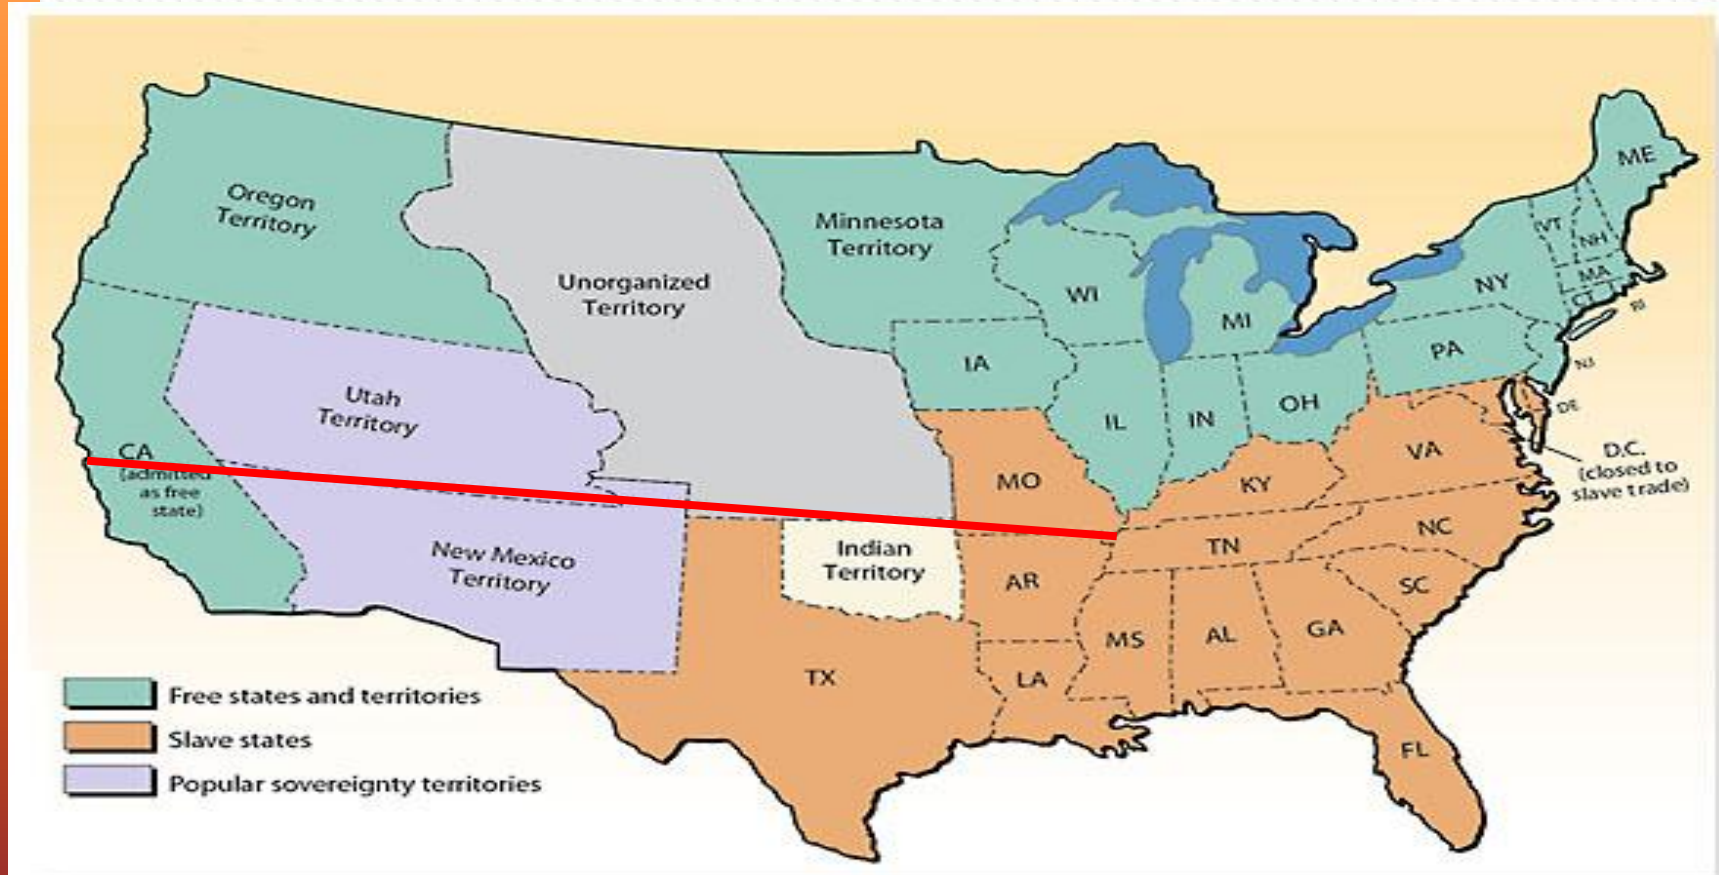 Oregon
Territory
Unorganized
Territory
Minnesota
Territory
Utah
Territory
CA
(admitted
as free
state)
New Mexico
Territory
Indian
Territory
WI
MI
IA
IL
IN
OH
PA
NY
VT
NH
ME
MA
CT
RI
NJ
DE
D.C.
(closed to
slave trade)
MO
KY
VA
TN
NC
AR
SC
MS
AL
GA
TX
LA
FL
Free states and territories
Slave states
Popular sovereignty territories